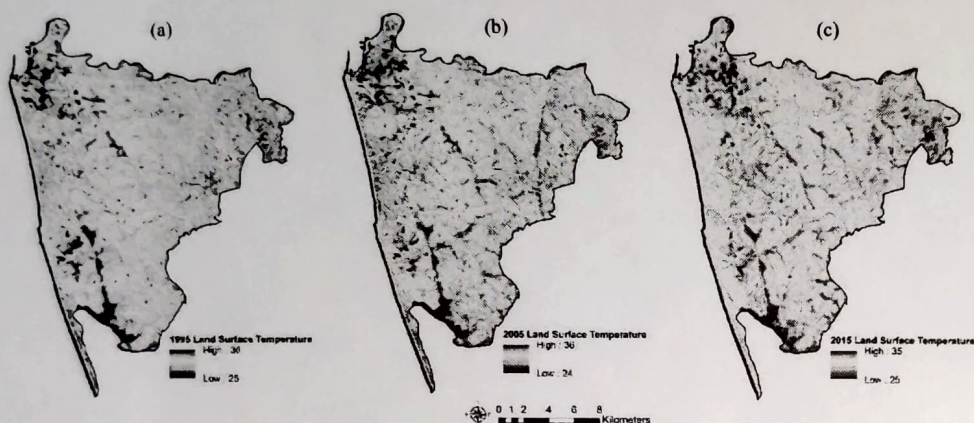 (a)
(b)
(c)
1995 Land Surface Temperature
High : 36
Low : 25
2005 Land Surface Temperature
High : 36
Low : 24
2015 Land Surface Temperature
High : 35
Low : 25
0 1 2 4 6 8
Kilometers